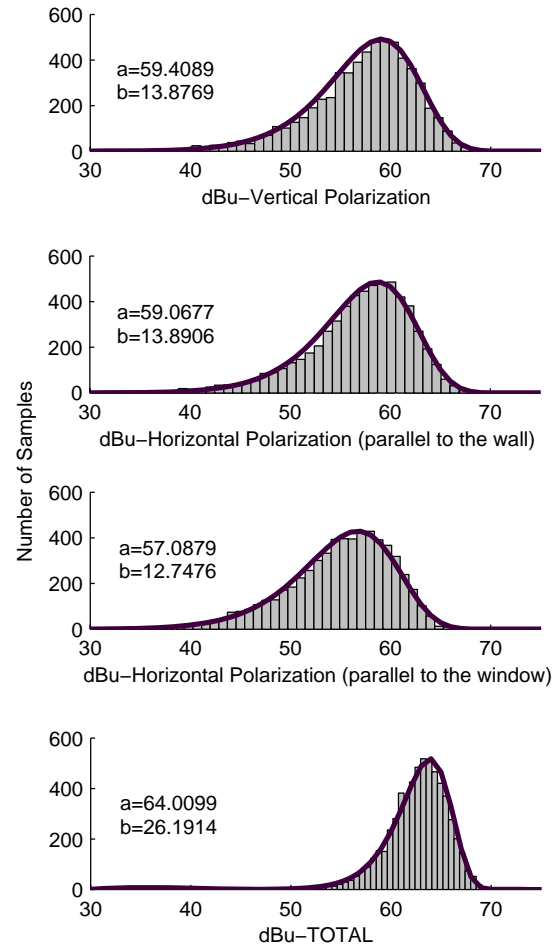 600
400
200
0
a=59.4089
b=13.8769
30 40 50 60 70
dBu−Vertical Polarization
600
400
200
0
a=59.0677
b=13.8906
30 40 50 60 70
dBu−Horizontal Polarization (parallel to the wall)
Number of Samples
600
400
200
0
a=57.0879
b=12.7476
30 40 50 60 70
dBu−Horizontal Polarization (parallel to the window)
600
400
200
0
a=64.0099
b=26.1914
30 40 50 60 70
dBu−TOTAL